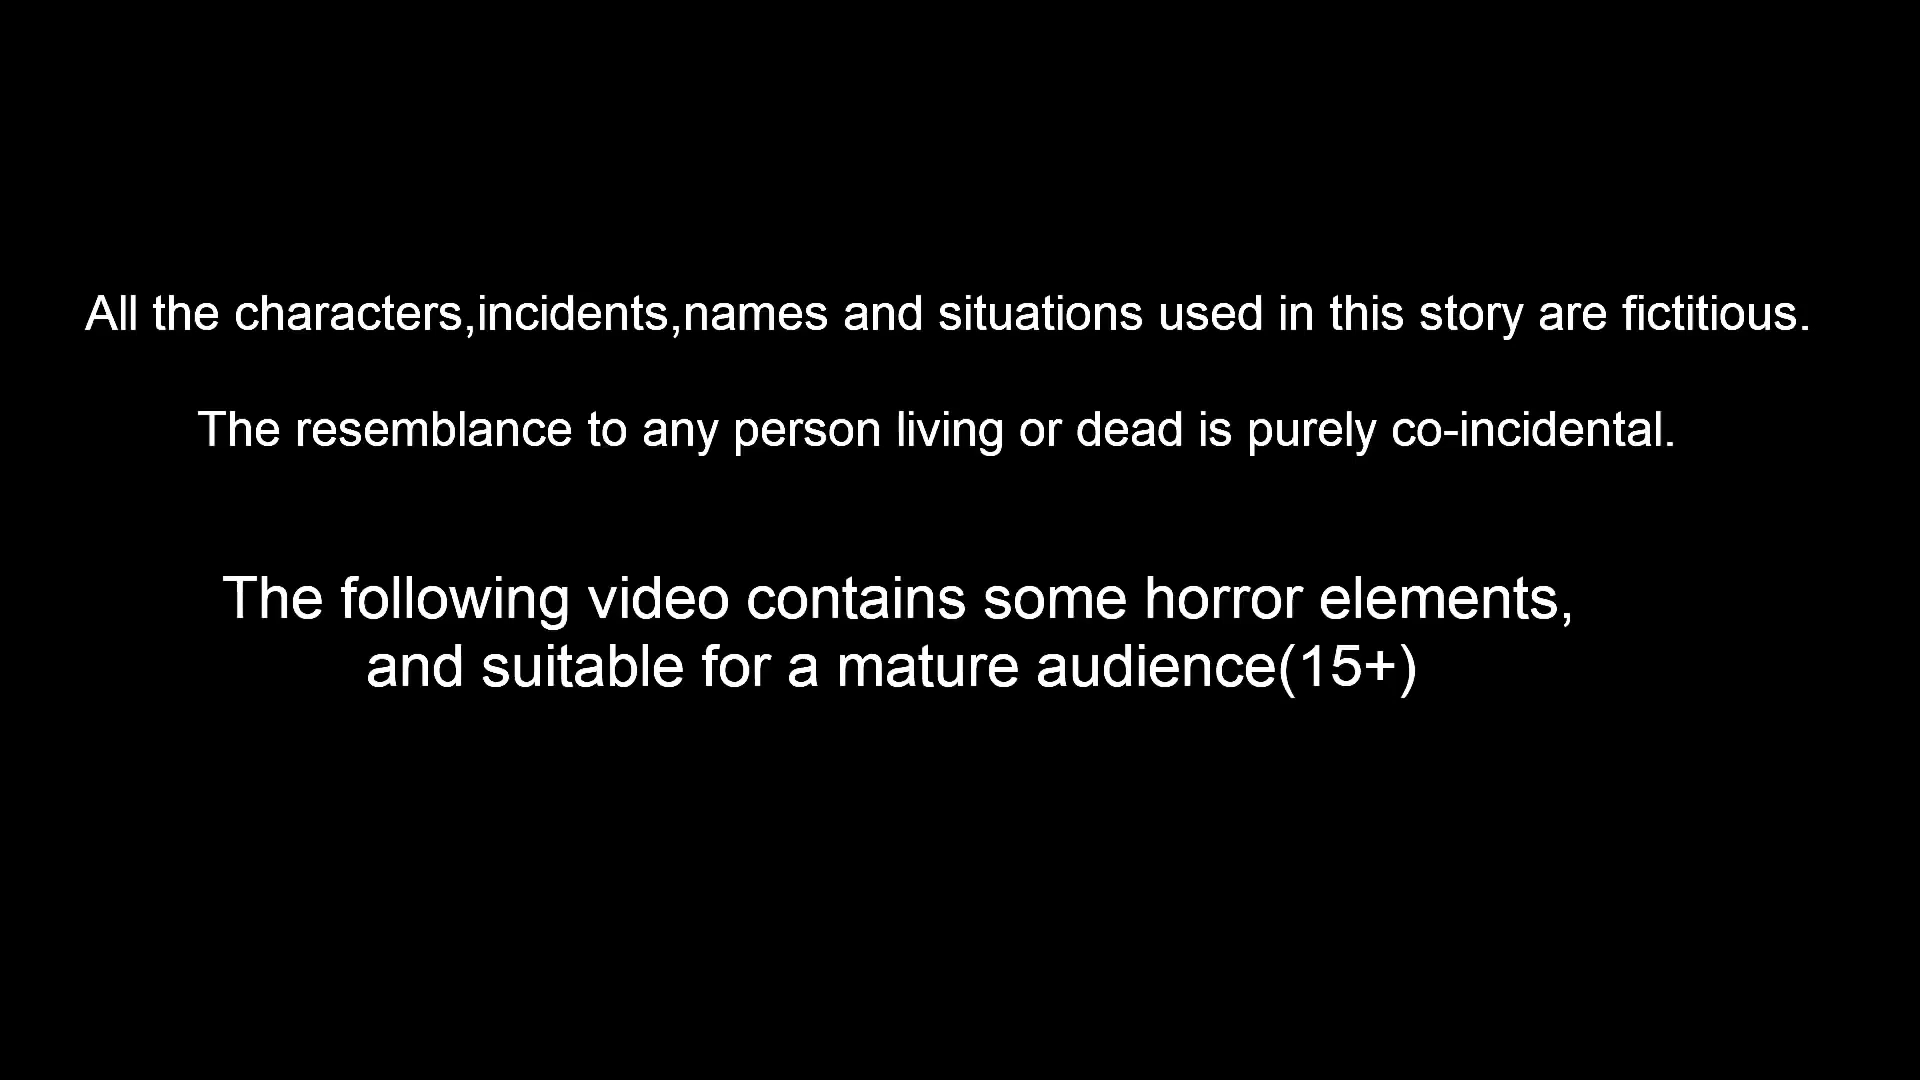 All the characters,incidents,names and situations used in this story are fictitious.
The resemblance to any person living or dead is purely co-incidental.
The following video contains some horror elements,
and suitable for a mature audience(15+)